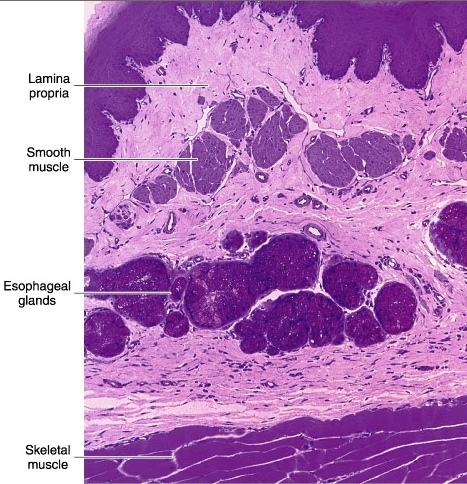 Lamina
propria
Smooth
muscle
Esophageal
glands
Skeletal
muscle